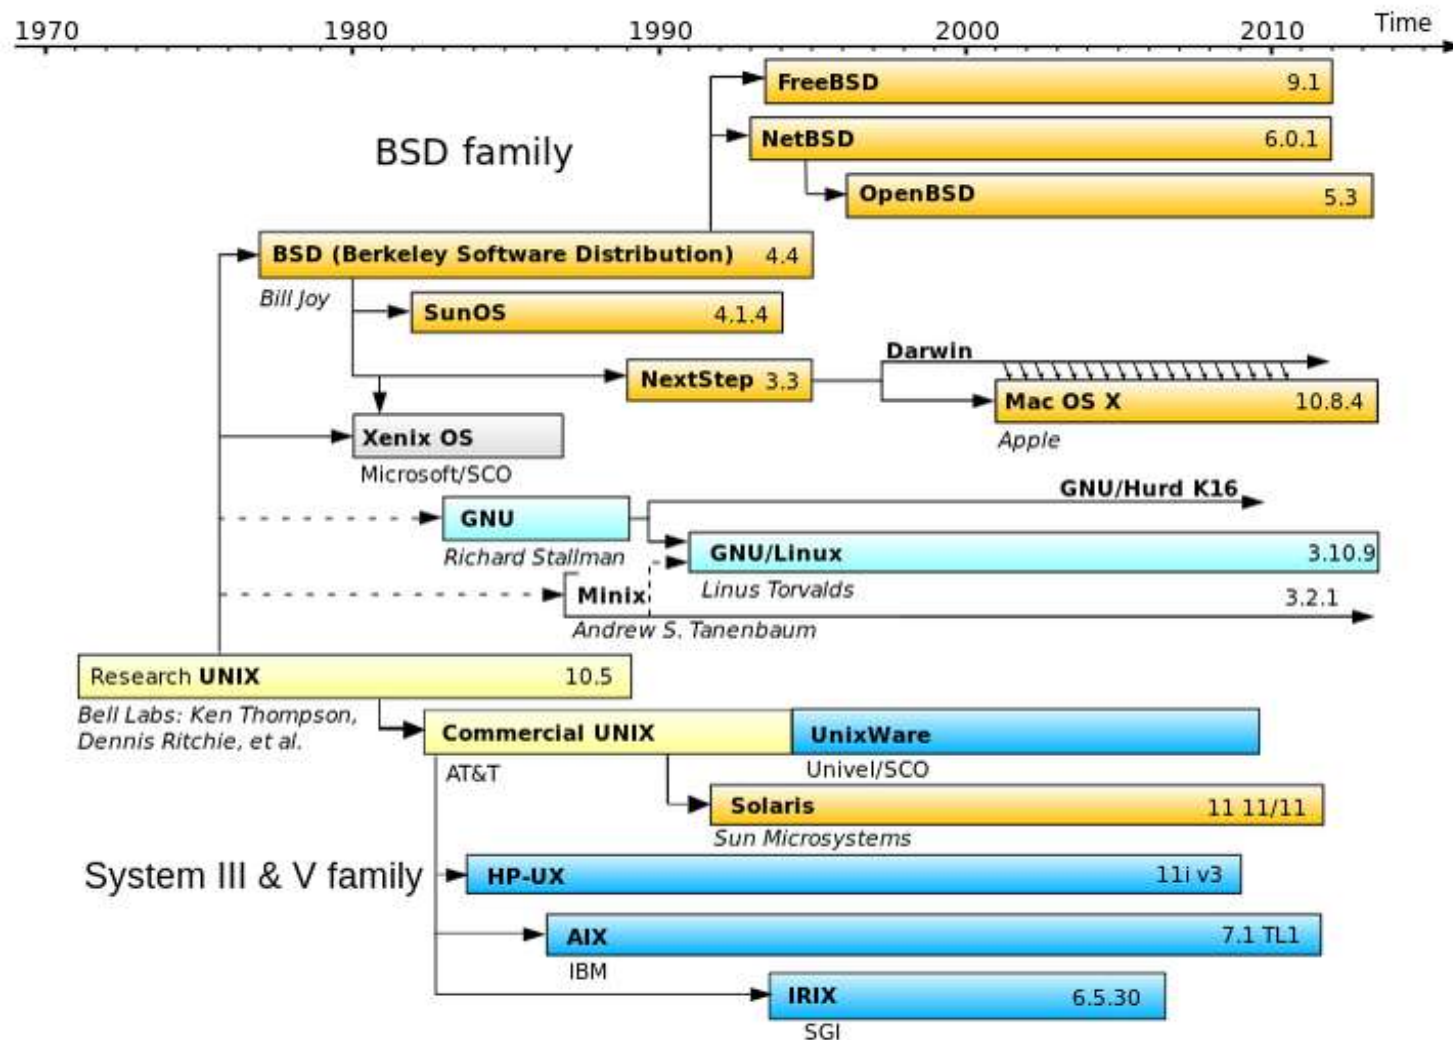 1970 1980 1990 2000 2010 Time
FreeBSD 9.1
BSD family
NetBSD 6.0.1
OpenBSD 5.3
BSD (Berkeley Software Distribution) 4.4
Bill Joy
SunOS 4.1.4
Darwin
NextStep 3.3
Mac OS X 10.8.4
Apple
Xenix OS
Microsoft/SCO
GNU/Hurd K16
GNU
Richard Stallman
GNU/Linux 3.10.9
Linus Torvalds
Minix 3.2.1
Andrew S. Tanenbaum
Research UNIX 10.5
Bell Labs: Ken Thompson,
Dennis Ritchie, et al.
Commercial UNIX
AT&T
UnixWare
Univel/SCO
Solaris 11 11/11
Sun Microsystems
System III & V family
HP-UX 11i v3
AIX 7.1 TL1
IBM
IRIX 6.5.30
SGI